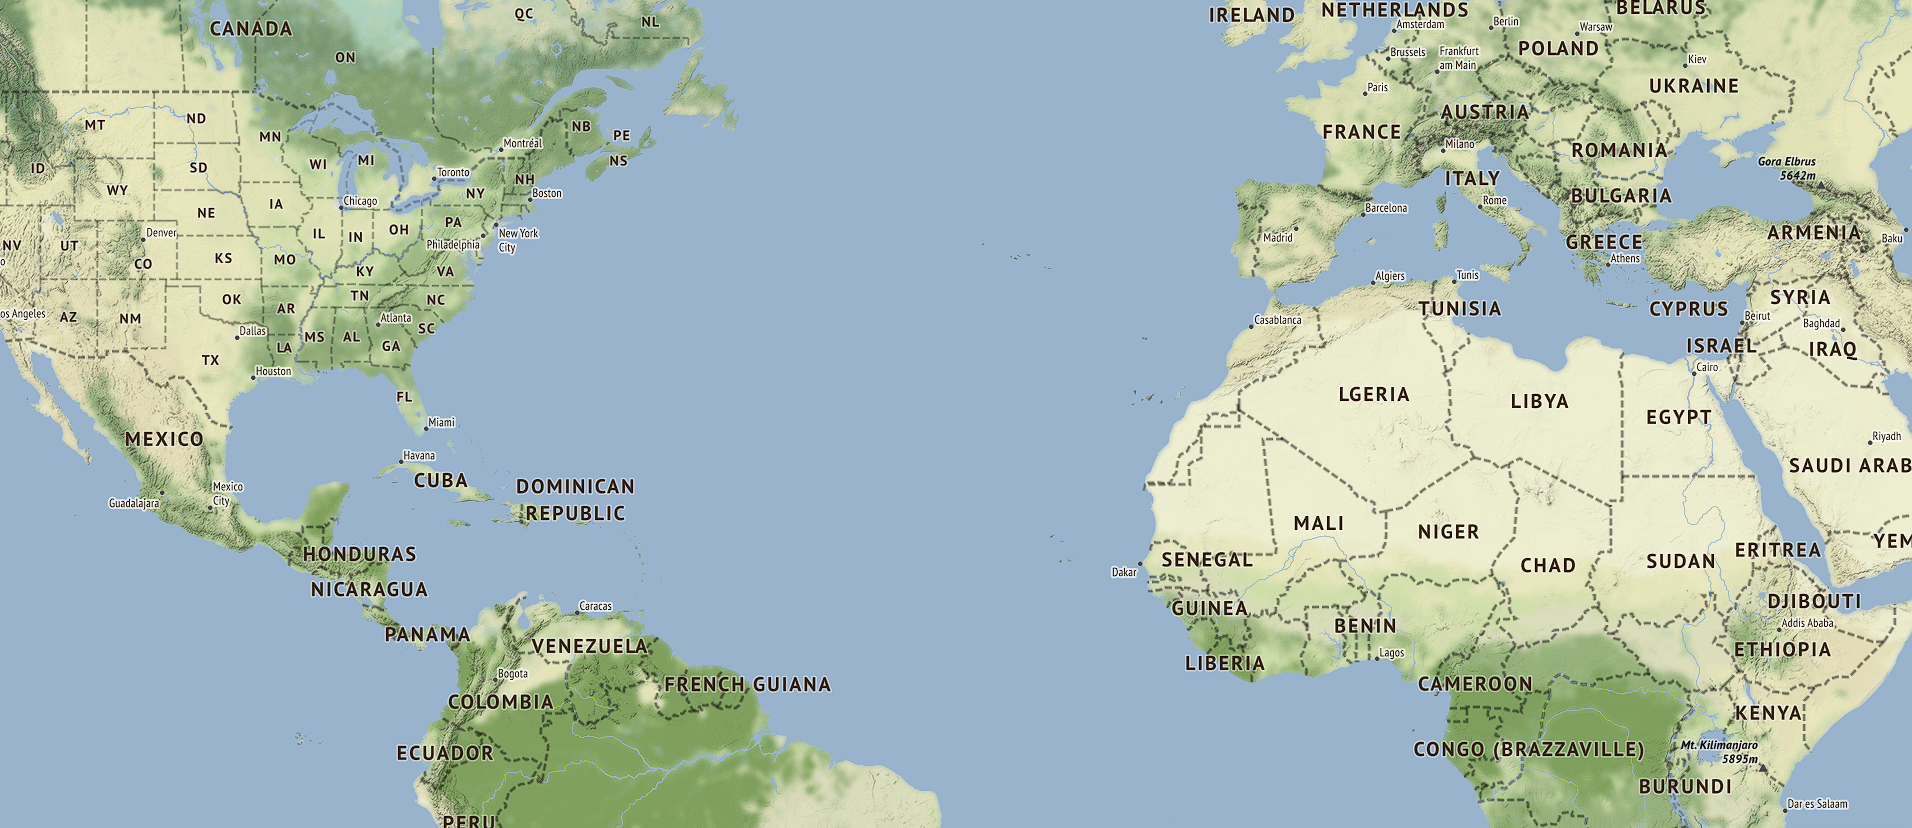 CANADA
QC
NL
ON
MT
ND
MN
ID
SD
WI
MI
WY
NE
IA
NV
UT
Denver
CO
KS
MO
IL
IN
OH
PA
NY
NH
NB
PE
NS
Montréal
Toronto
Boston
Chicago
New York
City
Philadelphia
KY
VA
TN
NC
OK
AR
Atlanta
SC
o
os Angeles
AZ
NM
Dallas
MS
AL
GA
LA
TX
Houston
FL
Miami
MEXICO
Havana
CUBA
Mexico
City
Guadalajara
DOMINICAN
REPUBLIC
HONDURAS
NICARAGUA
PANAMA
Caracas
VENEZUELA
Bogota
COLOMBIA
FRENCH GUIANA
ECUADOR
PERU
IRELAND
NETHERLANDS
Amsterdam
Berlin
BELARUS
Warsaw
Brussels
Frankfurt
am Main
POLAND
Kiev
UKRAINE
Paris
AUSTRIA
FRANCE
Milano
ROMANIA
Gora Elbrus
5642m
ITALY
BULGARIA
Barcelona
Rome
Madrid
GREECE
Athens
ARMENIA
Baku
Algiers
Tunis
TUNISIA
CYPRUS
SYRIA
Casablanca
Beirut
Baghdad
ISRAEL
IRAQ
Cairo
LGERIA
LIBYA
EGYPT
Riyadh
SAUDI ARAB
MALI
NIGER
CHAD
SUDAN
ERITREA
YEM
SENEGAL
Dakar
GUINEA
BENIN
DJIBOUTI
Addis Ababa
ETHIOPIA
LIBERIA
Lagos
CAMEROON
KENYA
CONGO (BRAZZAVILLE)
Mt. Kilimanjaro
5895m
BURUNDI
Dar es Salaam